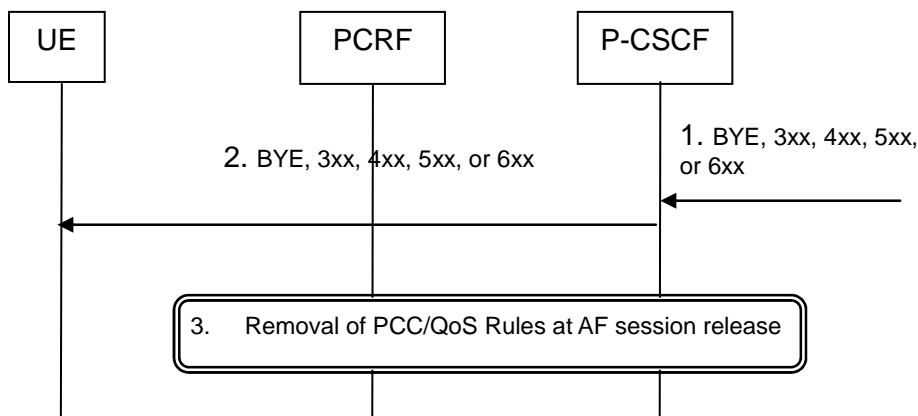 UE
PCRF
P-CSCF
1. BYE, 3xx, 4xx, 5xx,
or 6xx
2. BYE, 3xx, 4xx, 5xx, or 6xx
3. Removal of PCC/QoS Rules at AF session release